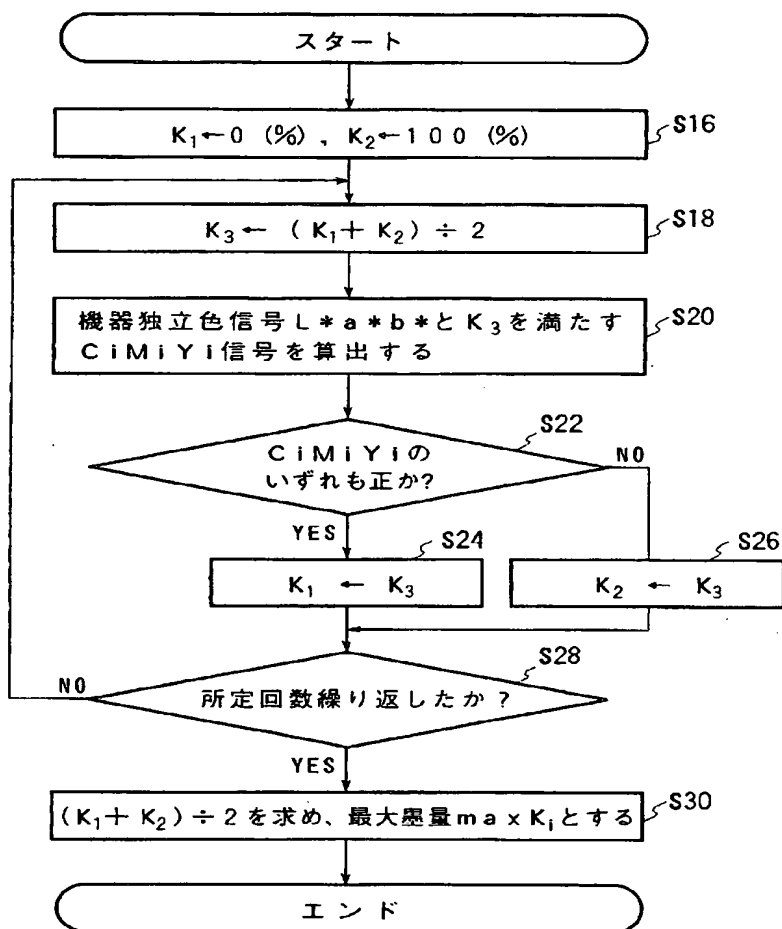 スタート
K₁←0 (%) , K₂←100 (%)
S16
K₃← (K₁+K₂) ÷2
S18
機器独立色信号L*a*b*とK₃を満たす
CiMiYi信号を算出する
S20
S22
CiMiYiの
いずれも正か?
NO
YES
S24
K₁ ← K₃
S26
K₂ ← K₃
S28
所定回数繰り返したか?
NO
YES
(K₁+K₂)÷2を求め、最大墨量maxKᵢとする
S30
エンド